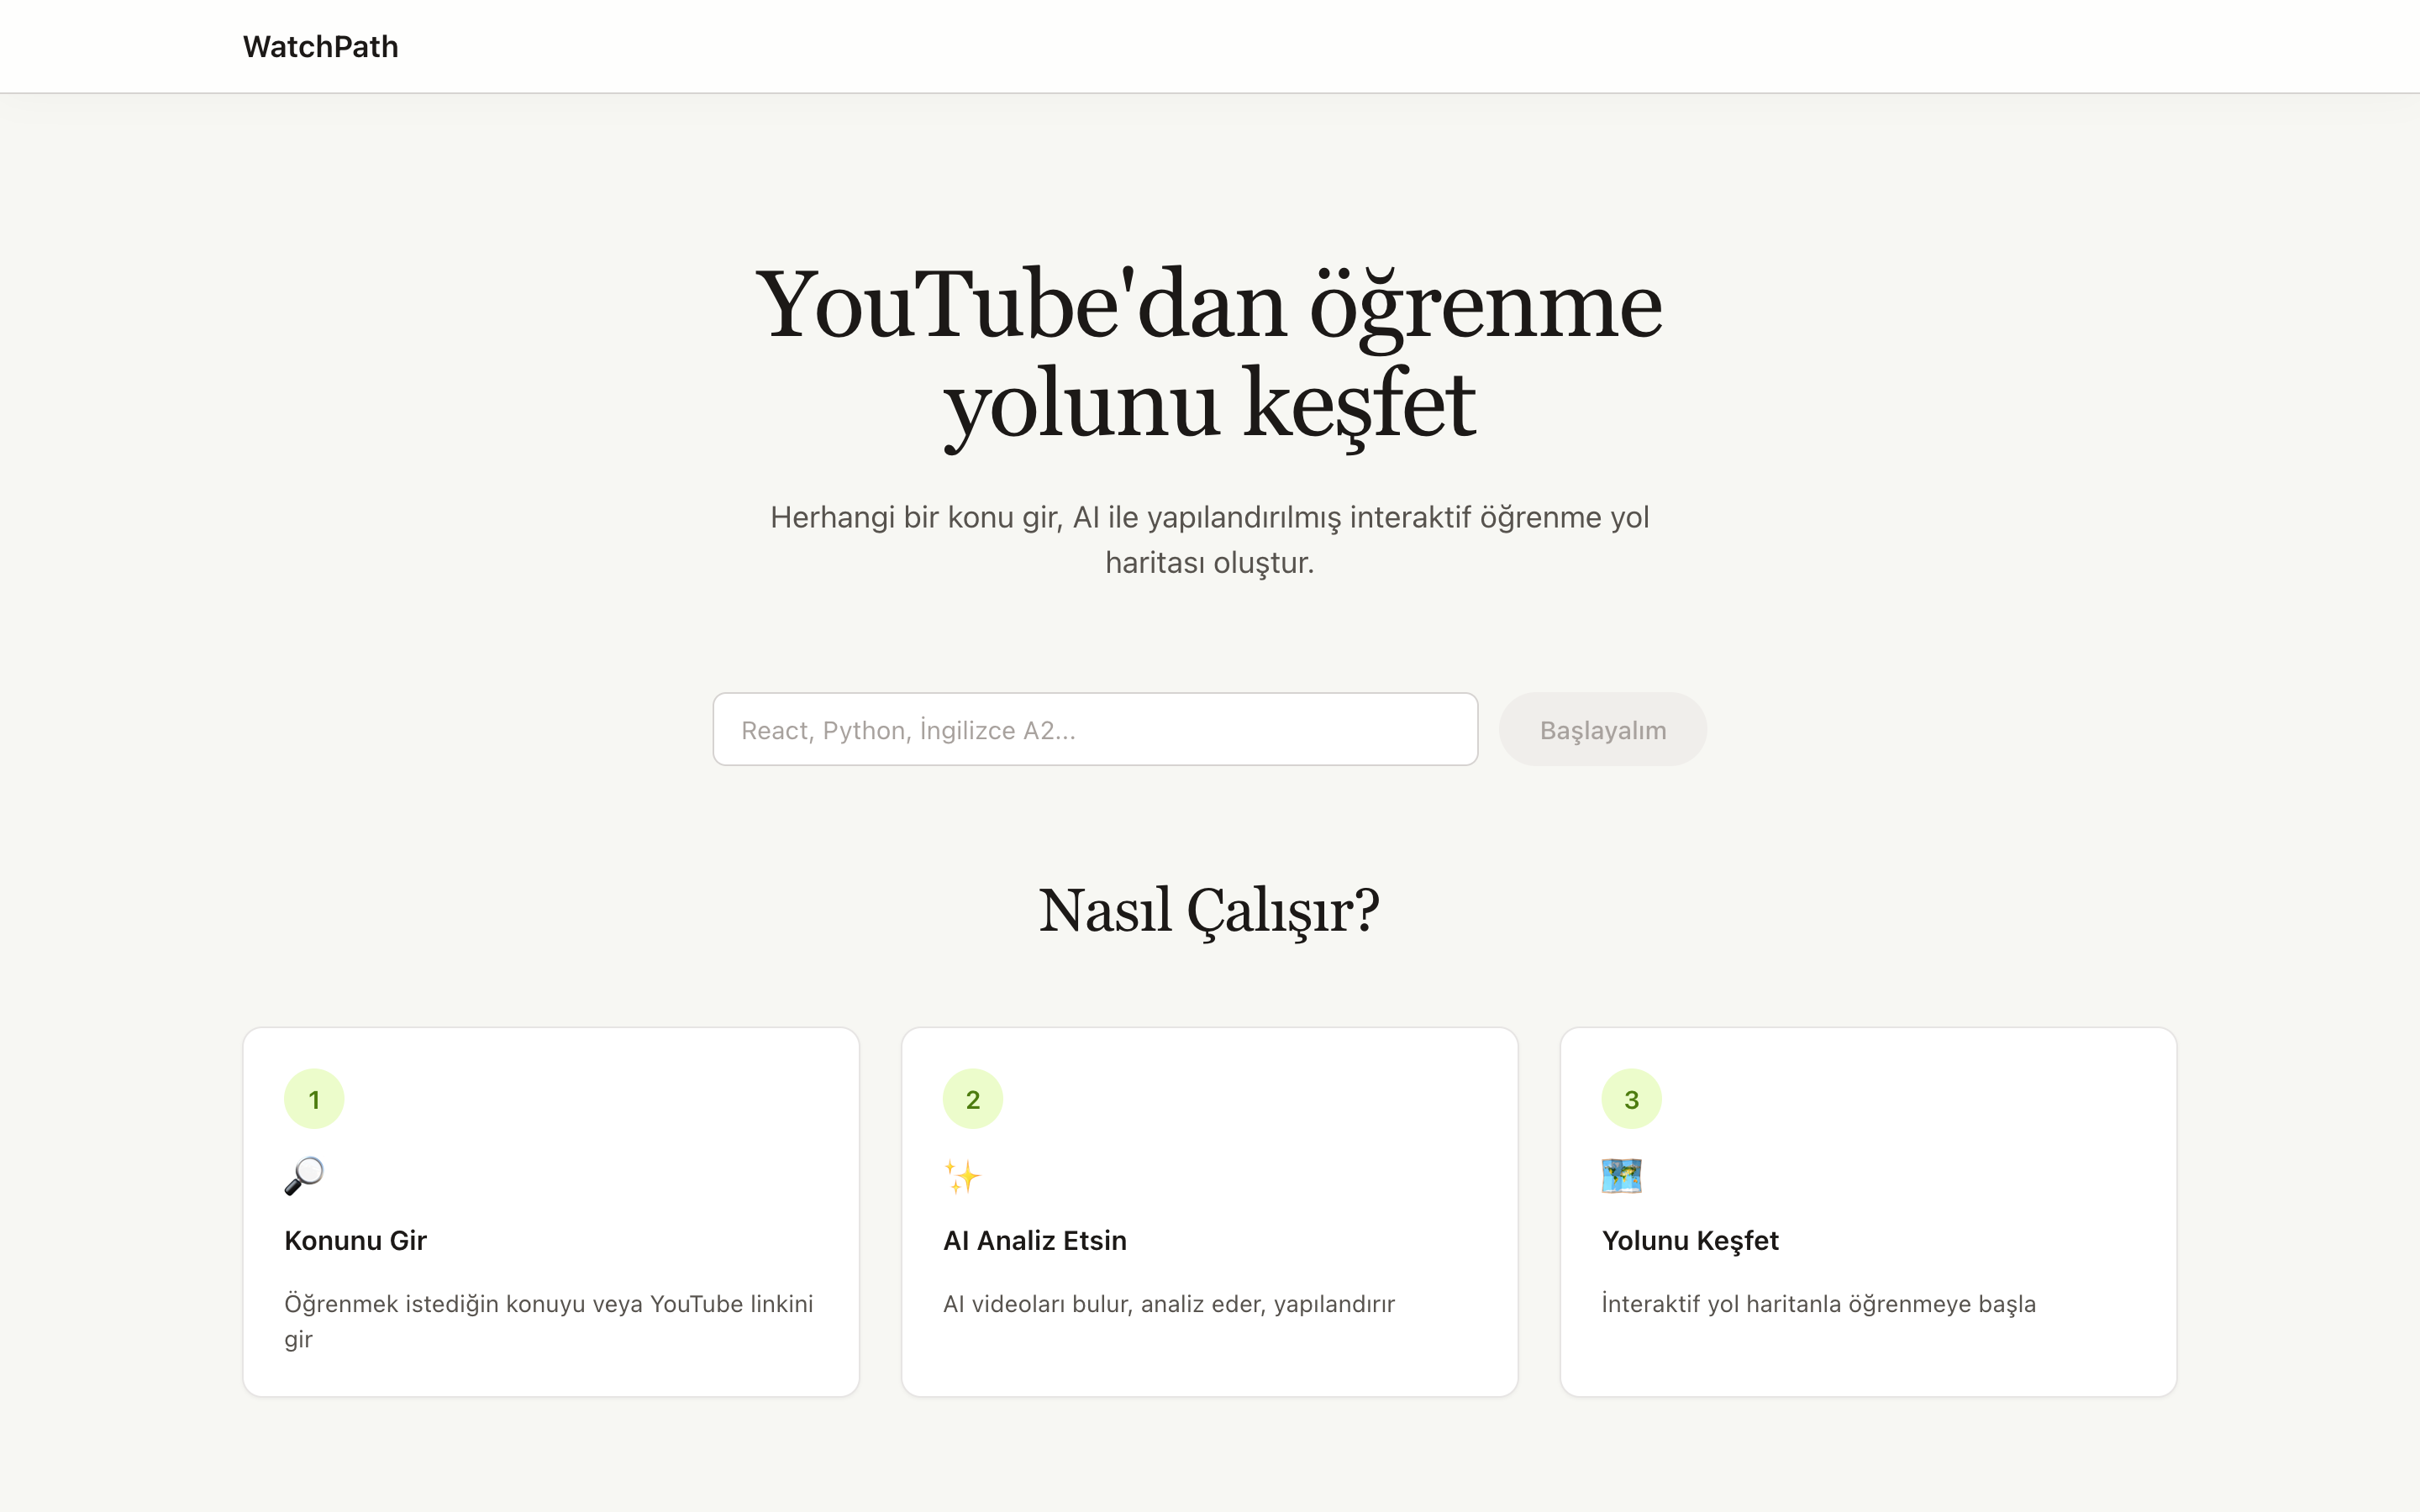 WatchPath
YouTube'dan öğrenme
yolunu keşfet
Herhangi bir konu gir, AI ile yapılandırılmış interaktif öğrenme yol
haritası oluştur.
React, Python, İngilizce A2...
Başlayalım
Nasıl Çalışır?
1
Konunu Gir
Öğrenmek istediğin konuyu veya YouTube linkini
gir
2
AI Analiz Etsin
AI videoları bulur, analiz eder, yapılandırır
3
Yolunu Keşfet
İnteraktif yol haritanla öğrenmeye başla